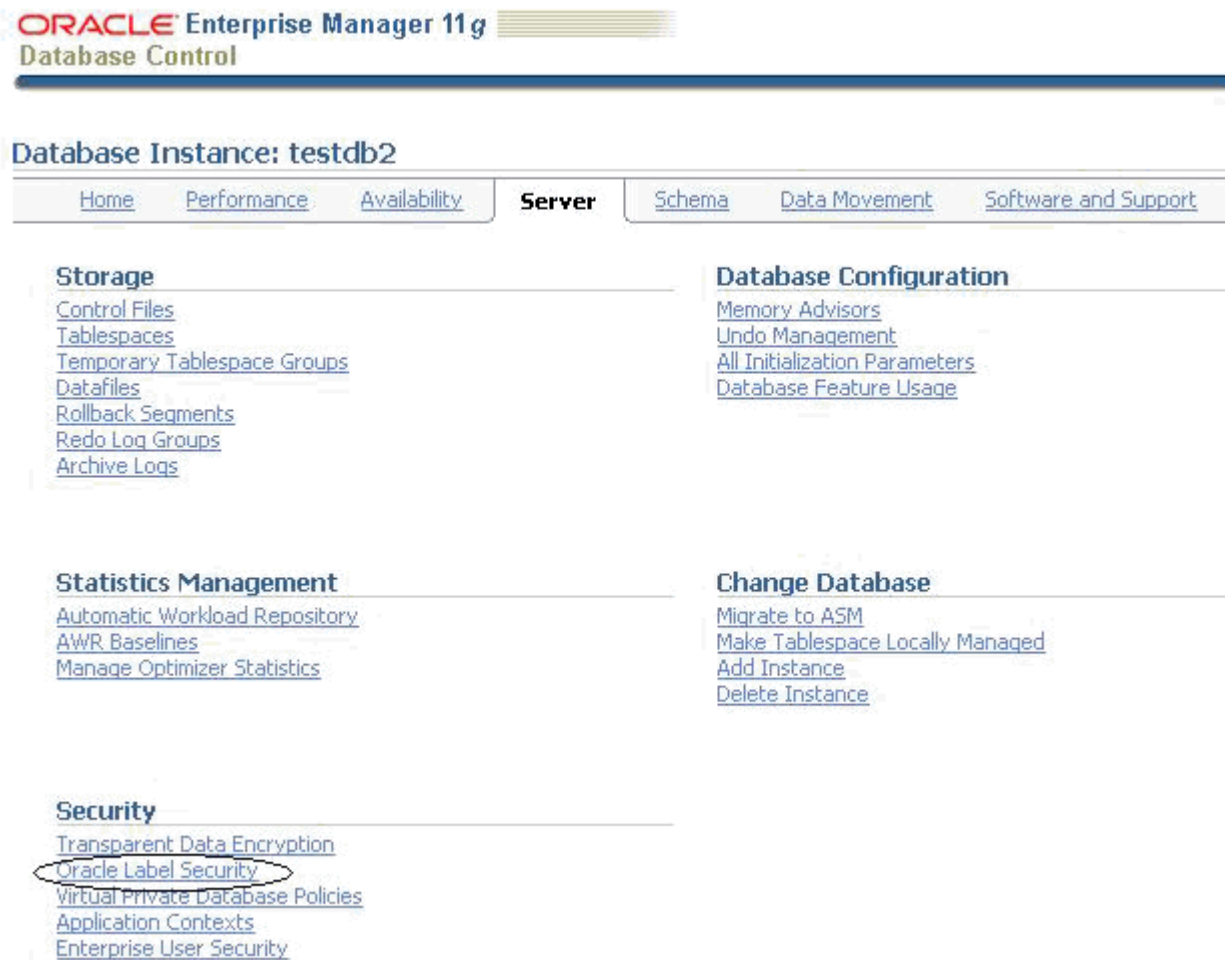 ORACLE Enterprise Manager 11g
Database Control
Database Instance: testdb2
Home Performance Availability Server Schema Data Movement Software and Support
Storage
Control Files
Tablespaces
Temporary Tablespace Groups
Datafiles
Rollback Segments
Redo Log Groups
Archive Logs
Database Configuration
Memory Advisors
Undo Management
All Initialization Parameters
Database Feature Usage
Statistics Management
Automatic Workload Repository
AWR Baselines
Manage Optimizer Statistics
Change Database
Migrate to ASM
Make Tablespace Locally Managed
Add Instance
Delete Instance
Security
Transparent Data Encryption
Oracle Label Security
Virtual Private Database Policies
Application Contexts
Enterprise User Security